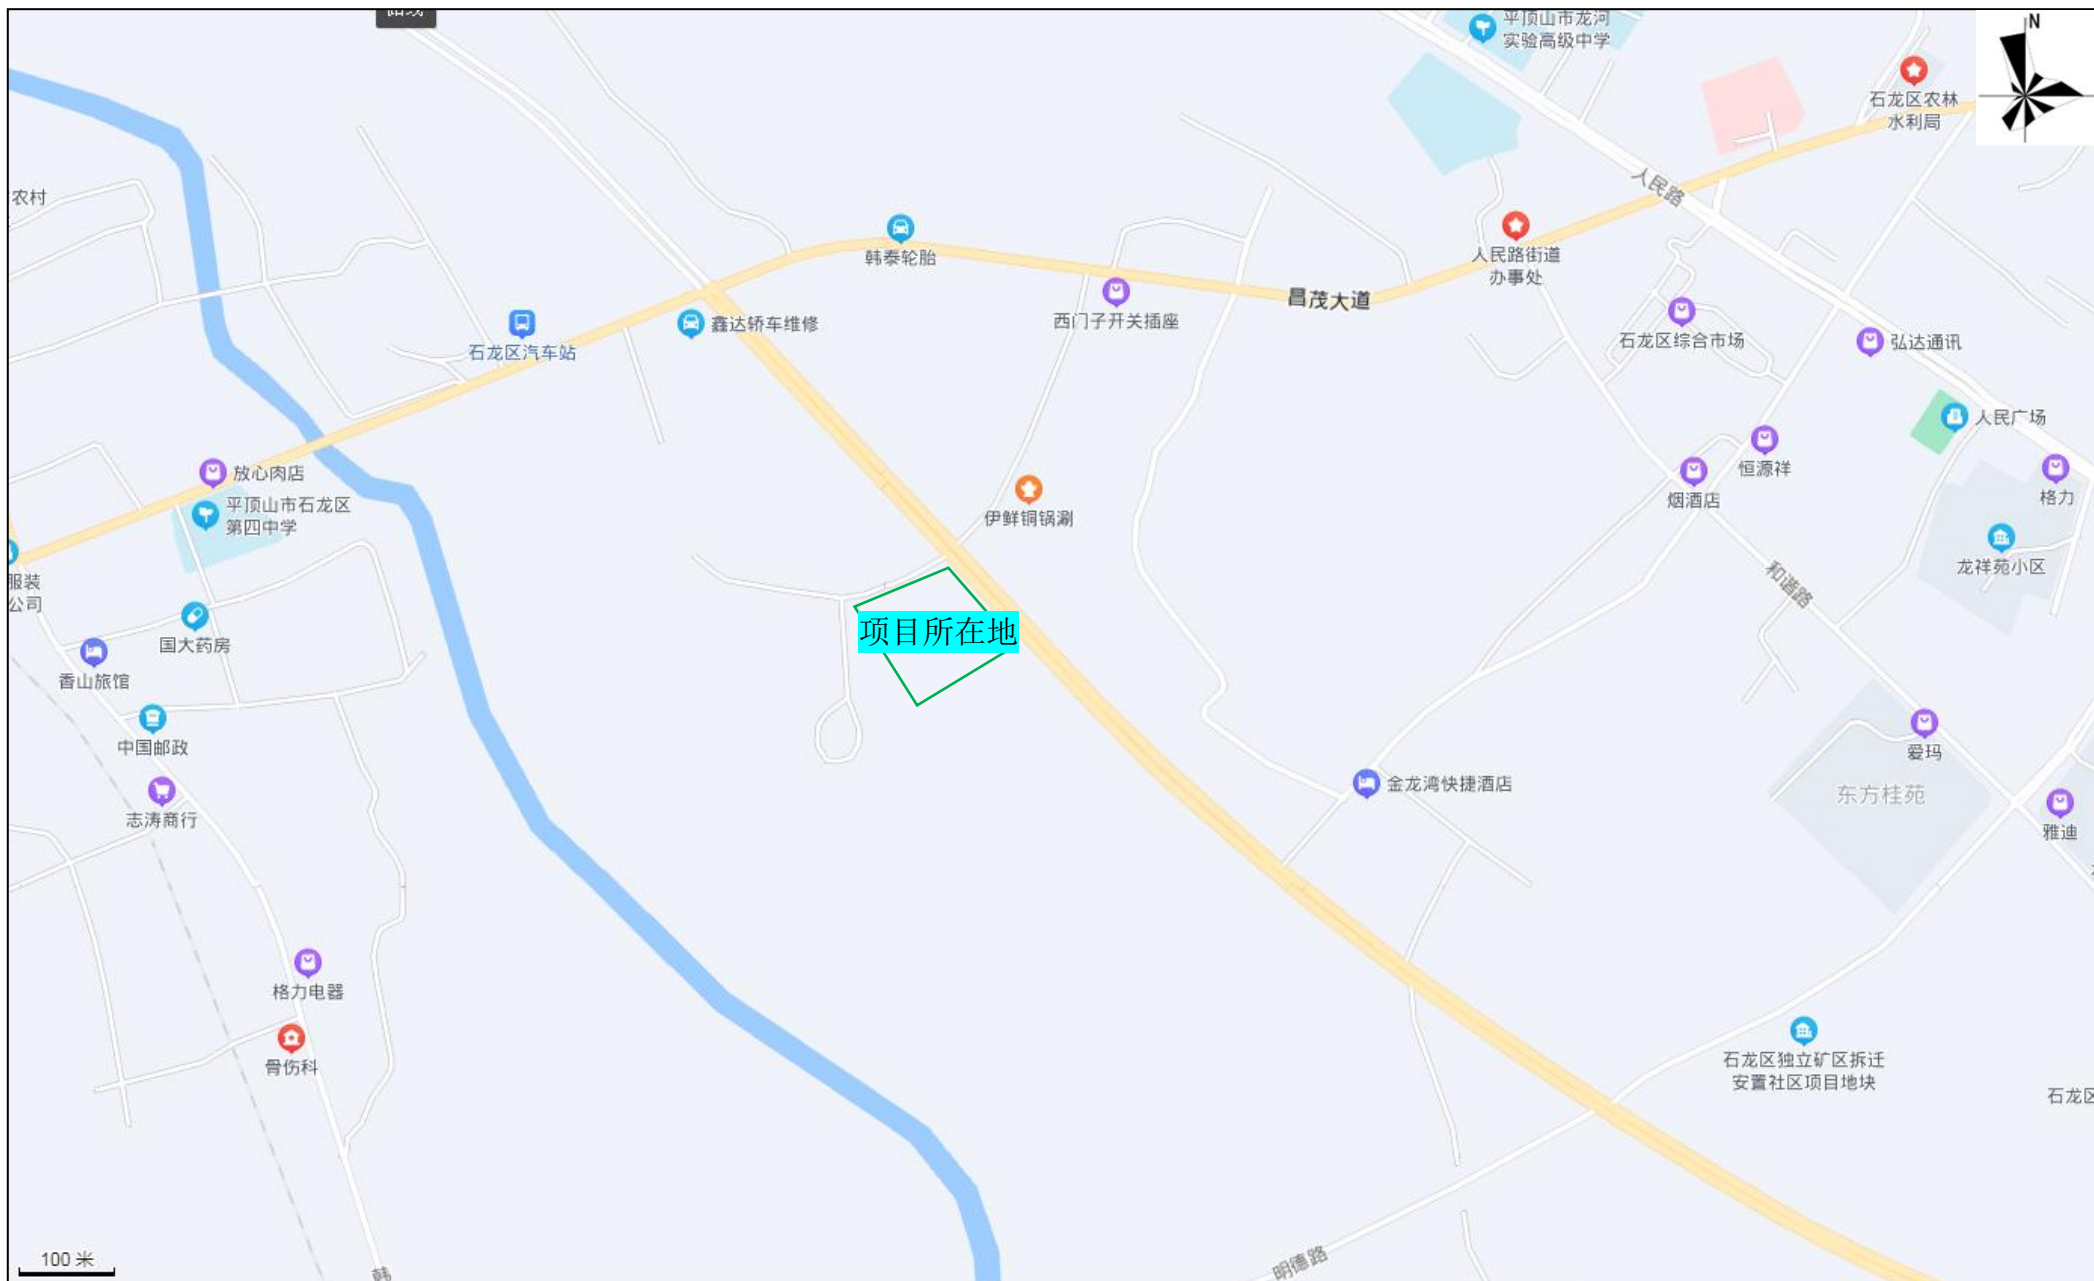 平顶山市龙河
实验高级中学
N
石龙区农林
水利局
农村
人民路
韩泰轮胎
人民路街道
办事处
昌茂大道
西门子开关插座
鑫达轿车维修
石龙区汽车站
石龙区综合市场
弘达通讯
人民广场
放心肉店
恒源祥
烟酒店
格力
平顶山市石龙区
第四中学
伊鲜铜锅涮
龙祥苑小区
服装
公司
和谐路
项目所在地
国大药房
香山旅馆
中国邮政
爱玛
金龙湾快捷酒店
东方桂苑
志涛商行
雅迪
格力电器
骨伤科
石龙区独立矿区拆迁
安置社区项目地块
石龙区
100 米
明德路
韩